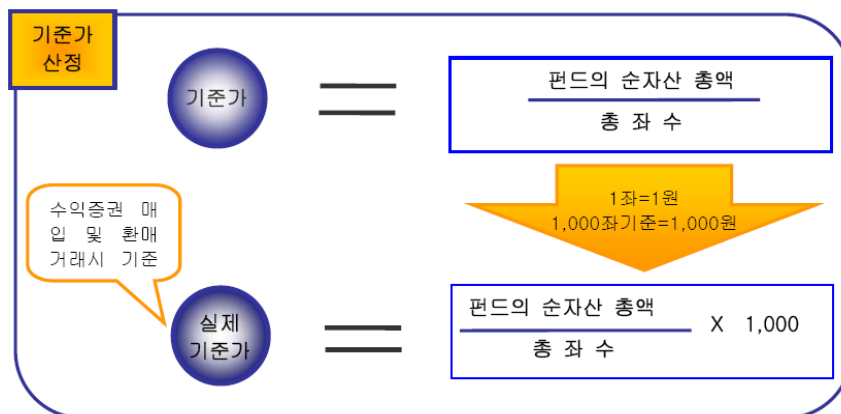 기준가
산정
기준가
펀드의 순자산 총액
총 좌 수
1좌=1원
1,000좌기준=1,000원
수익증권 매
입 및 환매
거래시 기준
실제
기준가
펀드의 순자산 총액
총 좌 수
X 1,000